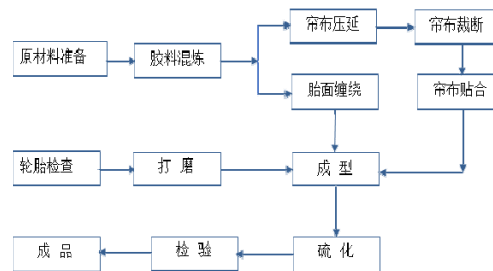 帘布压延
帘布裁断
原材料准备
胶料混炼
胎面缠绕
帘布贴合
轮胎检查
打 磨
成 型
成 品
检 验
硫 化